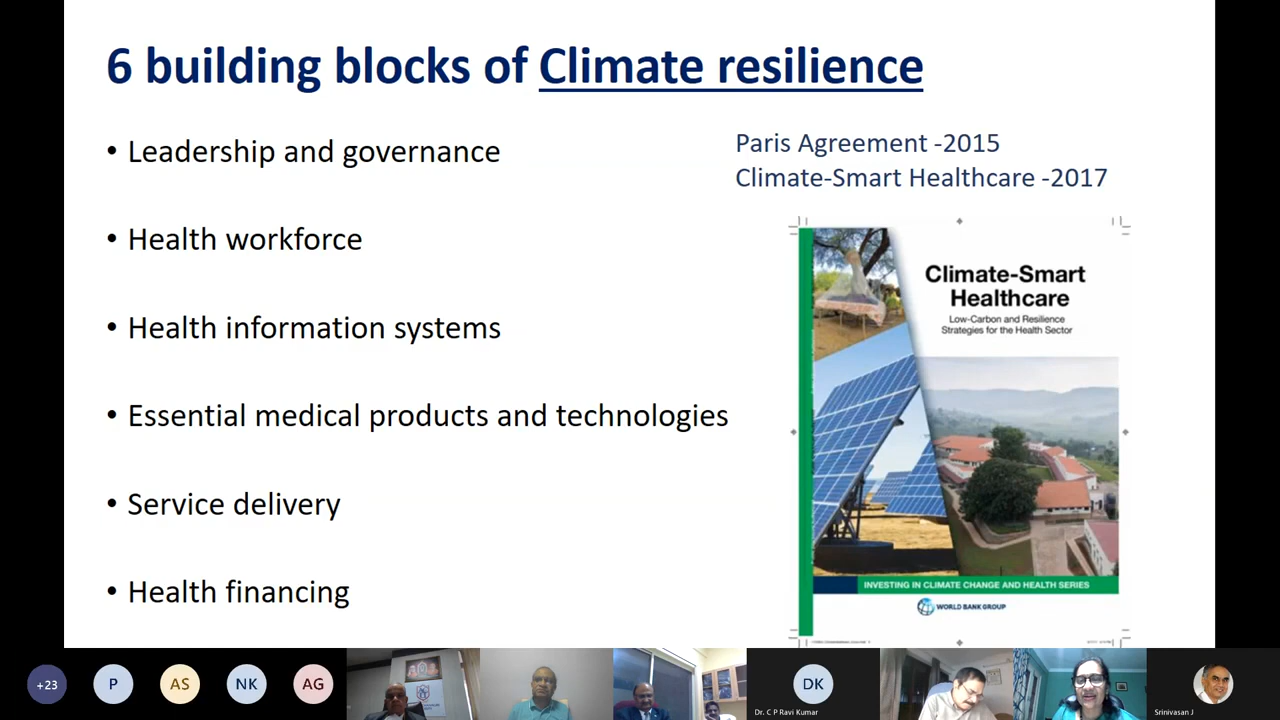 6 building blocks of Climate resilience
• Leadership and governance
• Health workforce
• Health information systems
• Essential medical products and technologies
• Service delivery
• Health financing
Paris Agreement -2015
Climate-Smart Healthcare -2017
Climate-Smart
Healthcare
Low-Carbon and Resilience
Strategies for the Health Sector
INVESTING IN CLIMATE CHANGE AND HEALTH SERIES
WORLD BANK GROUP
+23
P
AS
NK
AG
DK
Dr. C P Ravi Kumar
Srinivasan J